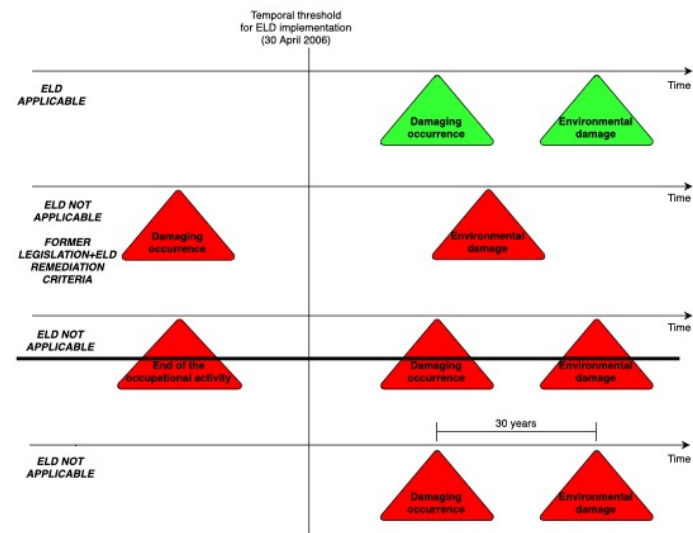 Temporal threshold
for ELD implementation
(30 April 2006)
Time
ELD
APPLICABLE
Damaging
occurrence
Environmental
damage
Time
ELD NOT
APPLICABLE
FORMER
LEGISLATION+ELD
REMEDIATION
CRITERIA
Damaging
occurrence
Environmental
damage
Time
ELD NOT
APPLICABLE
End of the
occupational activity
Damaging
occurrence
Environmental
damage
30 years
Time
ELD NOT
APPLICABLE
Damaging
occurrence
Environmental
damage